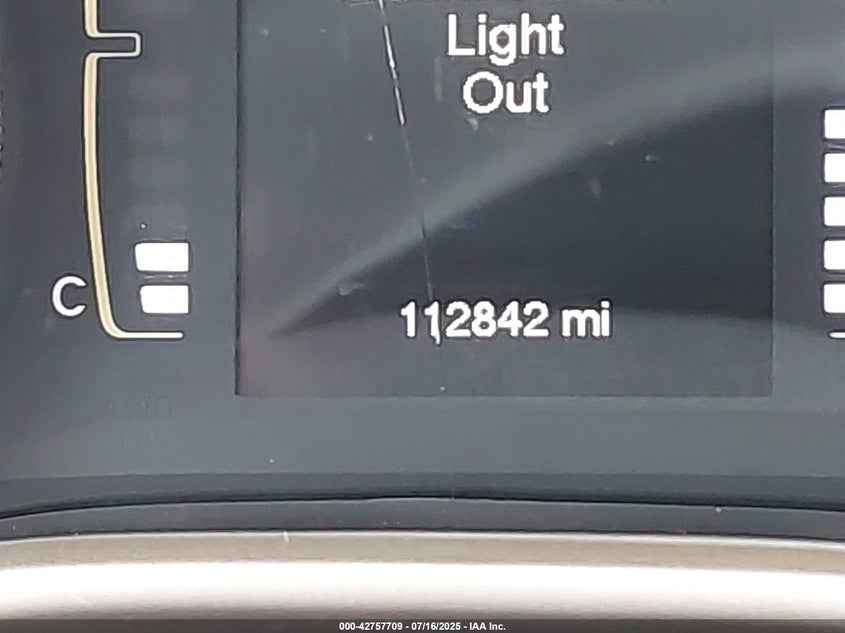 Light
Out
C
112842 mi
000-42757709 - 07/16/2025 - IAA Inc.